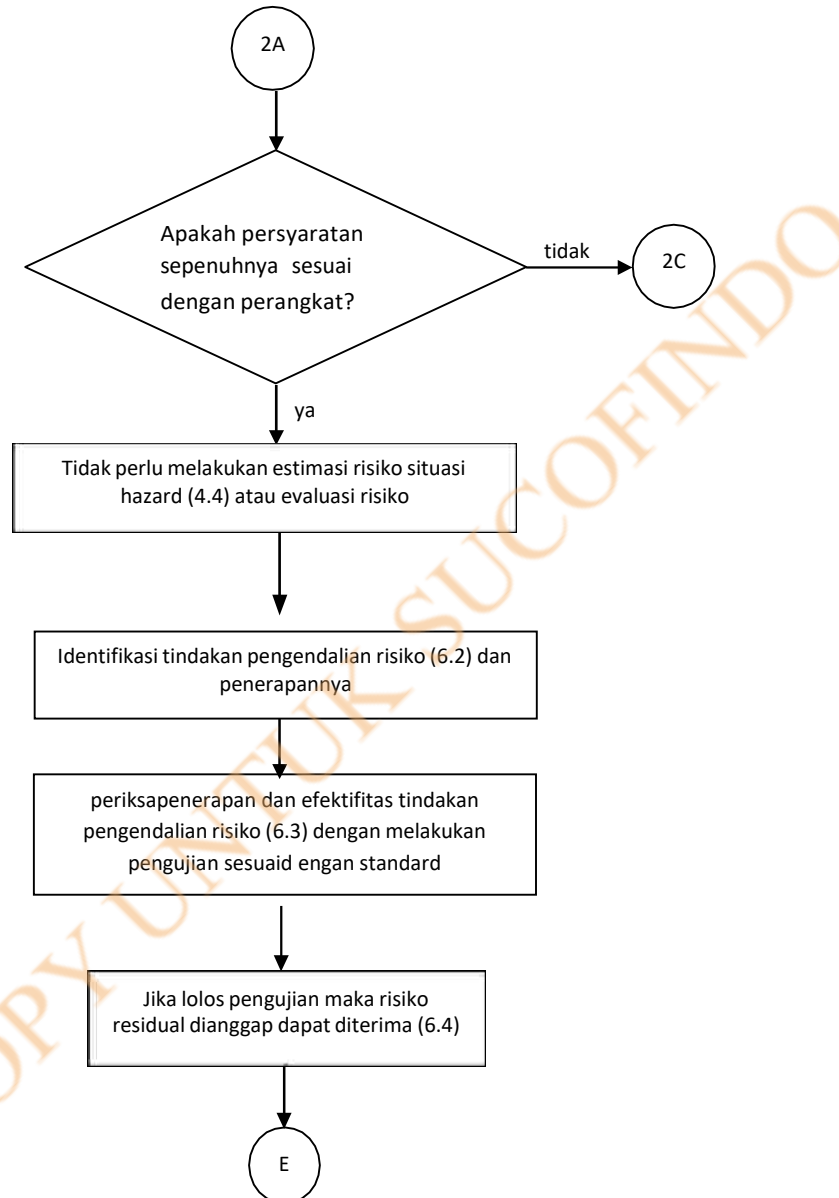 2A
Apakah persyaratan
sepenuhnya sesuai
dengan perangkat?
tidak
2C
ya
Tidak perlu melakukan estimasi risiko situasi
hazard (4.4) atau evaluasi risiko
Identifikasi tindakan pengendalian risiko (6.2) dan
penerapannya
periksapenerapan dan efektifitas tindakan
pengendalian risiko (6.3) dengan melakukan
pengujian sesuaid engan standard
Jika lolos pengujian maka risiko
residual dianggap dapat diterima (6.4)
E
OPY UNTUK SUCOFINDO